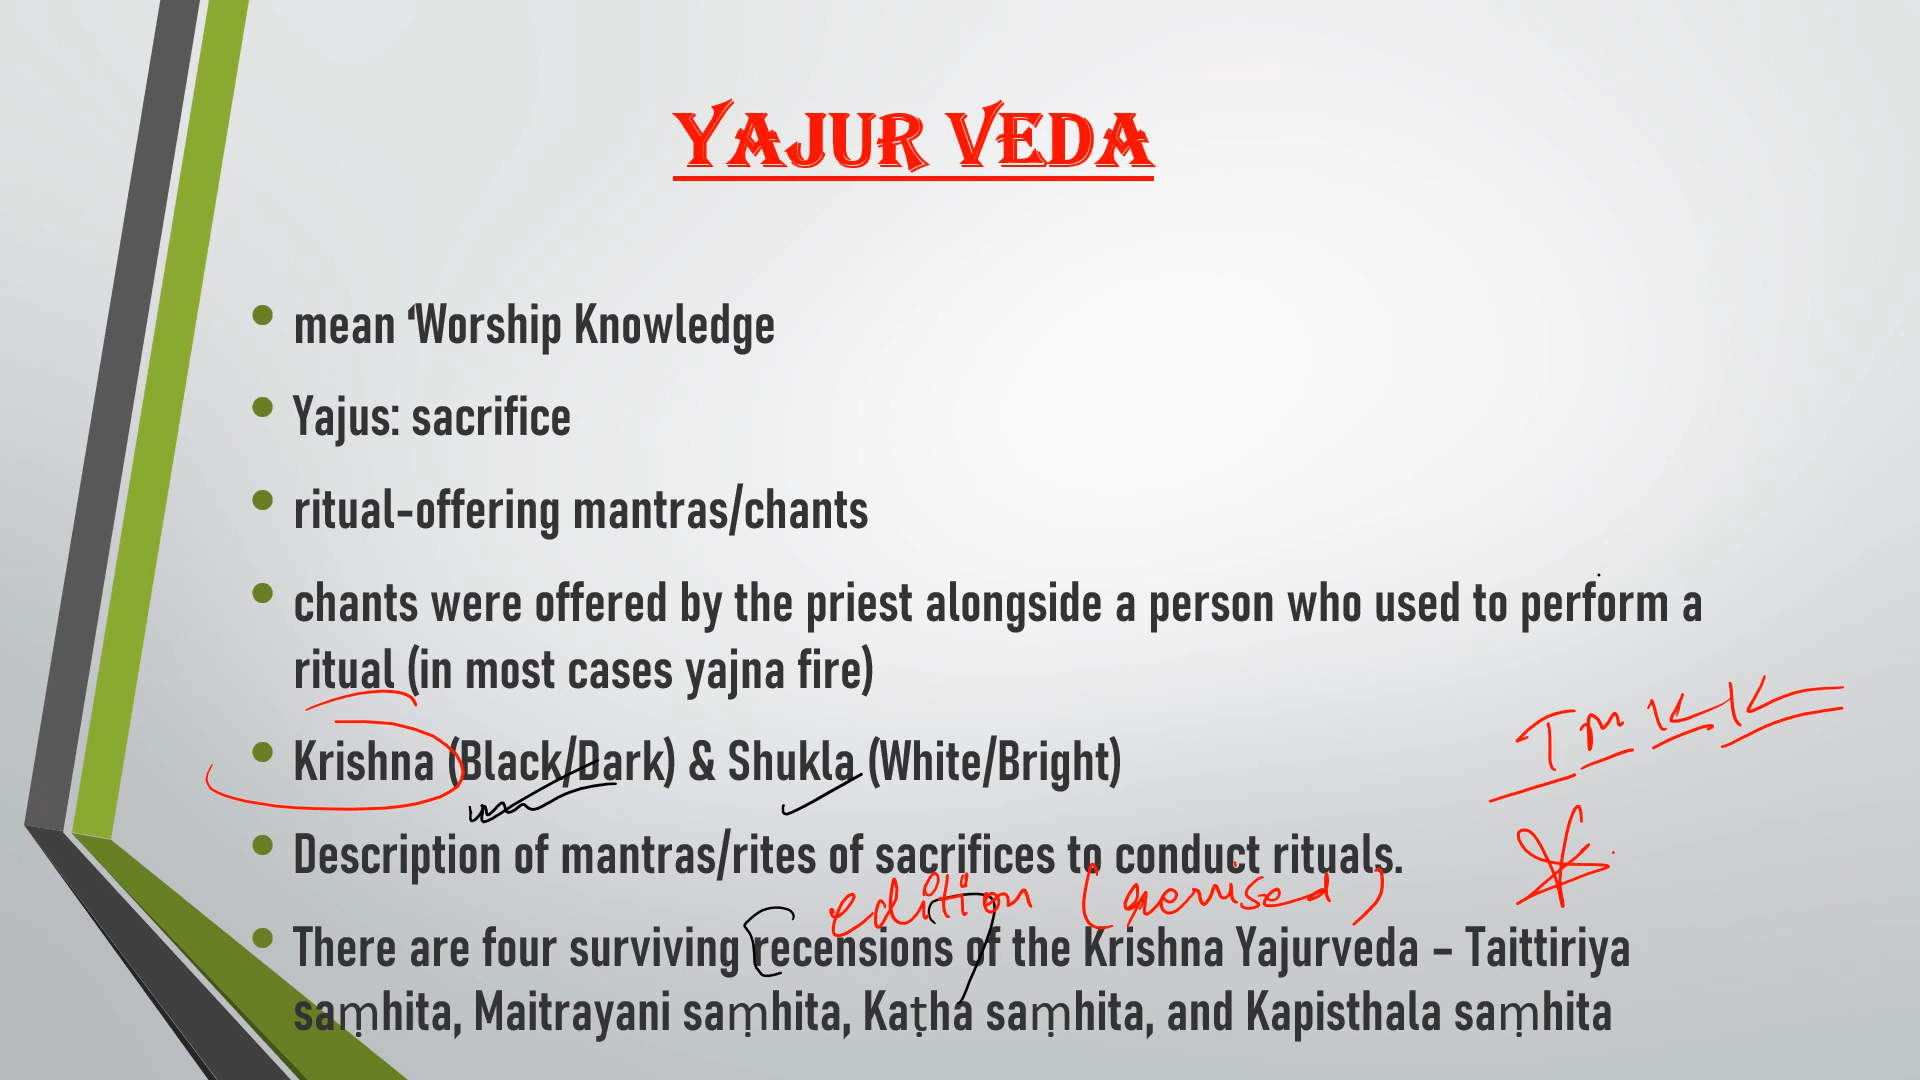 YAJUR VEDA
mean ‘Worship Knowledge
Yajus: sacrifice
ritual-offering mantras/chants
chants were offered by the priest alongside a person who used to perform a
ritual (in most cases yajna fire)
TM K K
Krishna (Black/Dark) & Shukla (White/Bright)
Description of mantras/rites of sacrifices to conduct rituals.
edition (revised)
There are four surviving recensions of the Krishna Yajurveda – Taittiriya
saṃhita, Maitrayani saṃhita, Kaṭha saṃhita, and Kapisthala saṃhita